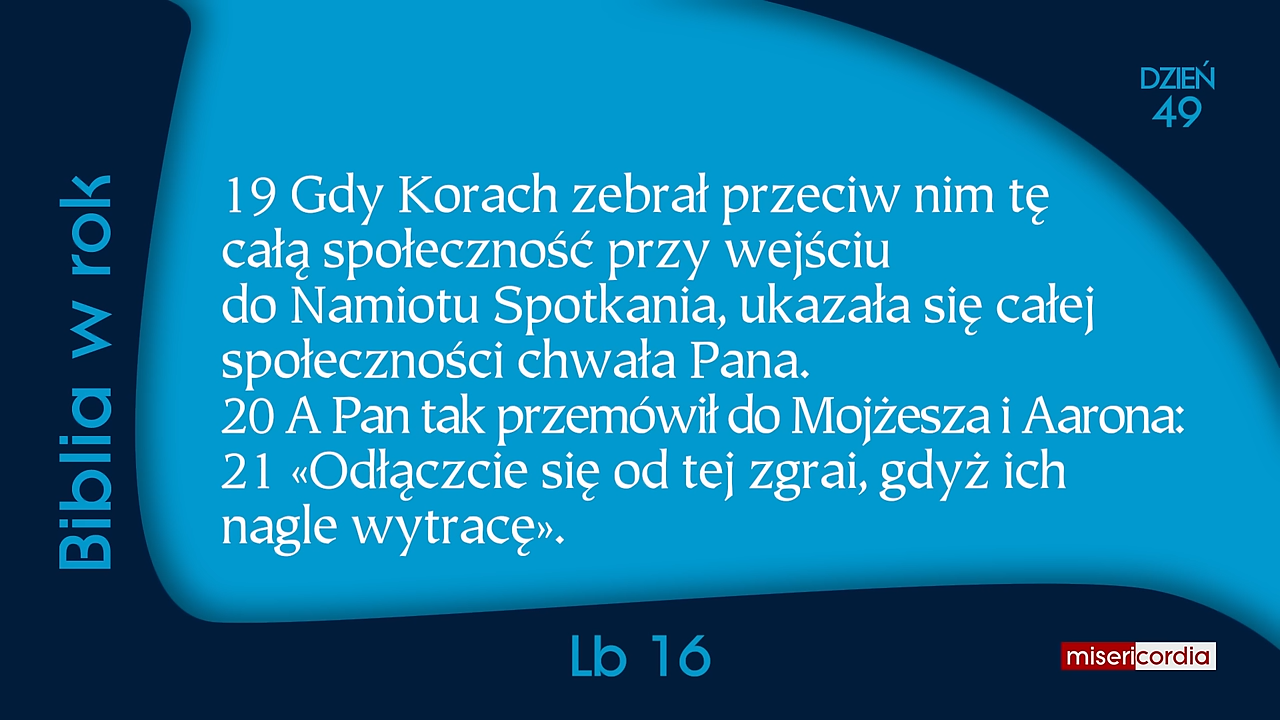 DZIEŃ
49
Biblia w rok
19 Gdy Korach zebrał przeciw nim tę
całą społeczność przy wejściu
do Namiotu Spotkania, ukazała się całej
społeczności chwała Pana.
20 A Pan tak przemówił do Mojżesza i Aarona:
21 «Odłączcie się od tej zgrai, gdyż ich
nagle wytracę».
Lb 16
misericordia